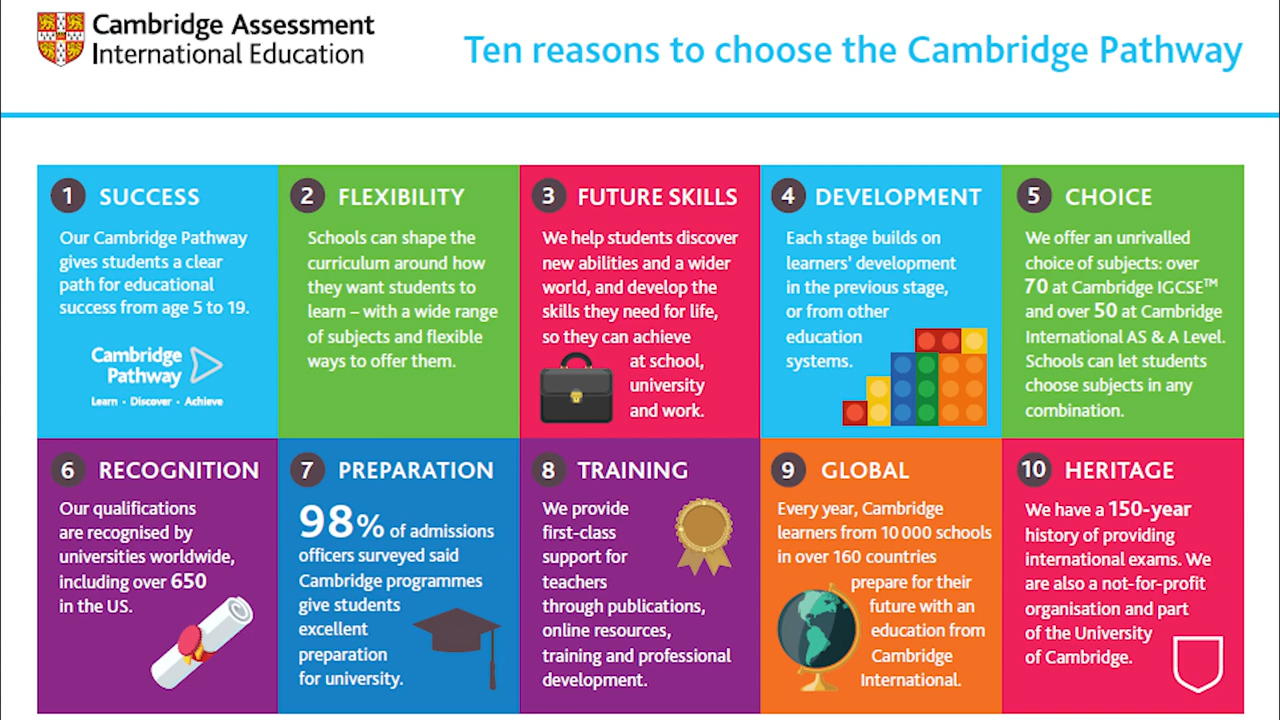 Cambridge Assessment
International Education
Ten reasons to choose the Cambridge Pathway
1 SUCCESS
Our Cambridge Pathway
gives students a clear
path for educational
success from age 5 to 19.
Cambridge
Pathway
Learn • Discover • Achieve
2 FLEXIBILITY
Schools can shape the
curriculum around how
they want students to
learn – with a wide range
of subjects and flexible
ways to offer them.
3 FUTURE SKILLS
We help students discover
new abilities and a wider
world, and develop the
skills they need for life,
so they can achieve
at school,
university
and work.
4 DEVELOPMENT
Each stage builds on
learners’ development
in the previous stage,
or from other
education
systems.
5 CHOICE
We offer an unrivalled
choice of subjects: over
70 at Cambridge IGCSE™
and over 50 at Cambridge
International AS & A Level.
Schools can let students
choose subjects in any
combination.
6 RECOGNITION
Our qualifications
are recognised by
universities worldwide,
including over 650
in the US.
7 PREPARATION
98% of admissions
officers surveyed said
Cambridge programmes
give students
excellent
preparation
for university.
8 TRAINING
We provide
first-class
support for
teachers
through publications,
online resources,
training and professional
development.
9 GLOBAL
Every year, Cambridge
learners from 10 000 schools
in over 160 countries
prepare for their
future with an
education from
Cambridge
International.
10 HERITAGE
We have a 150-year
history of providing
international exams. We
are also a not-for-profit
organisation and part
of the University
of Cambridge.